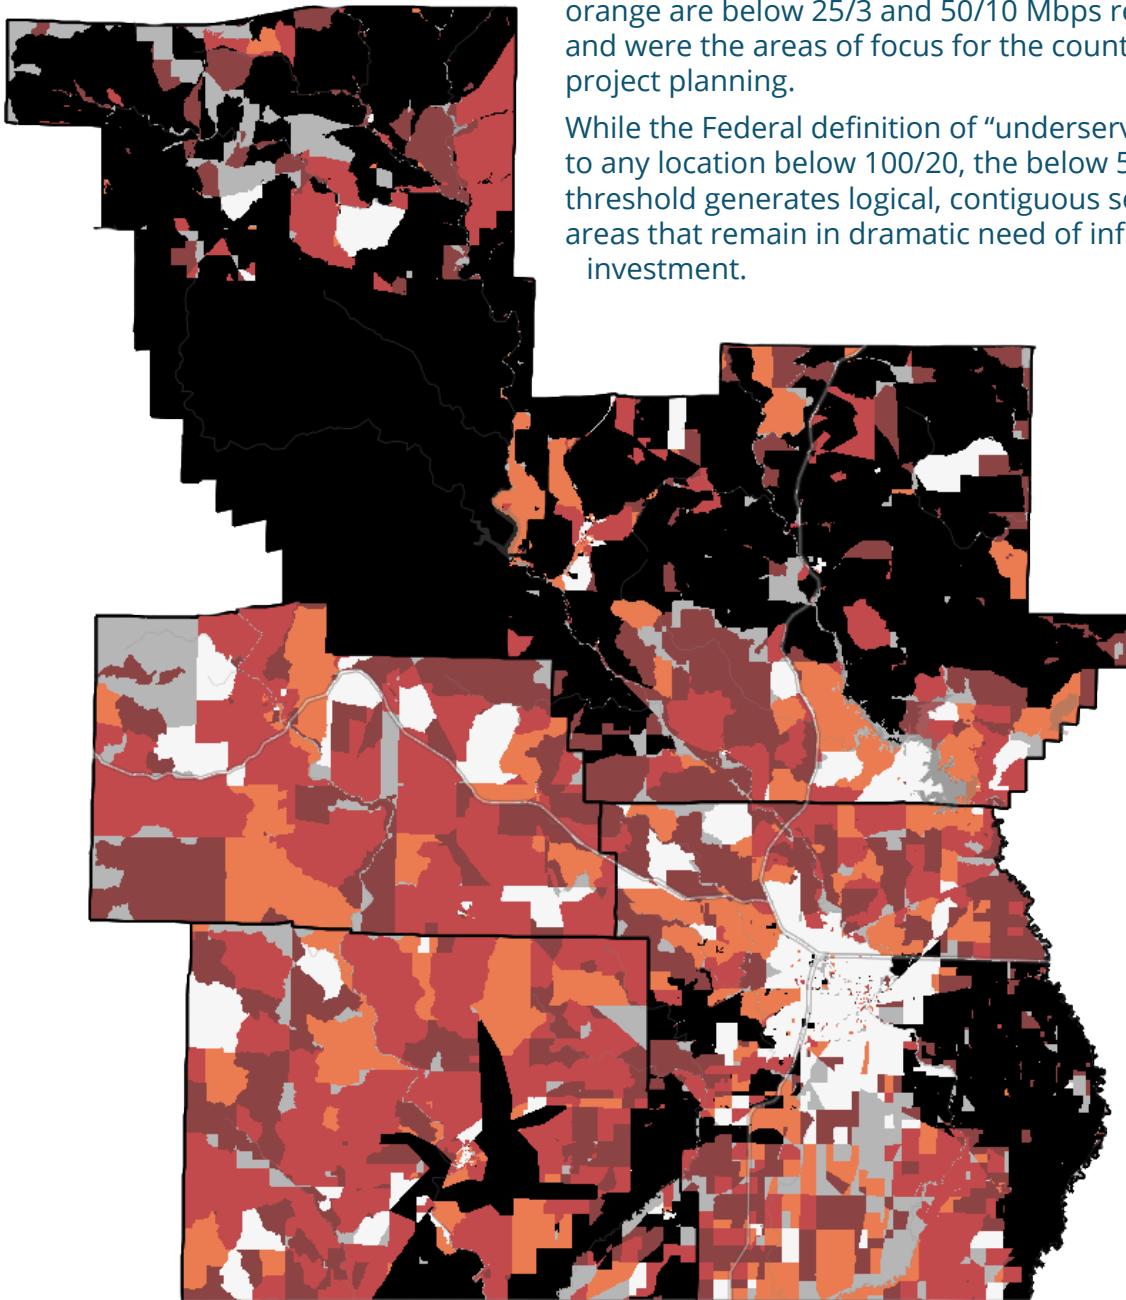 orange are below 25/3 and 50/10 Mbps
and were the areas of focus for the
project planning.
While the Federal definition of
to any location below 100/20, the below
threshold generates logical, contiguous
areas that remain in dramatic need of
investment.